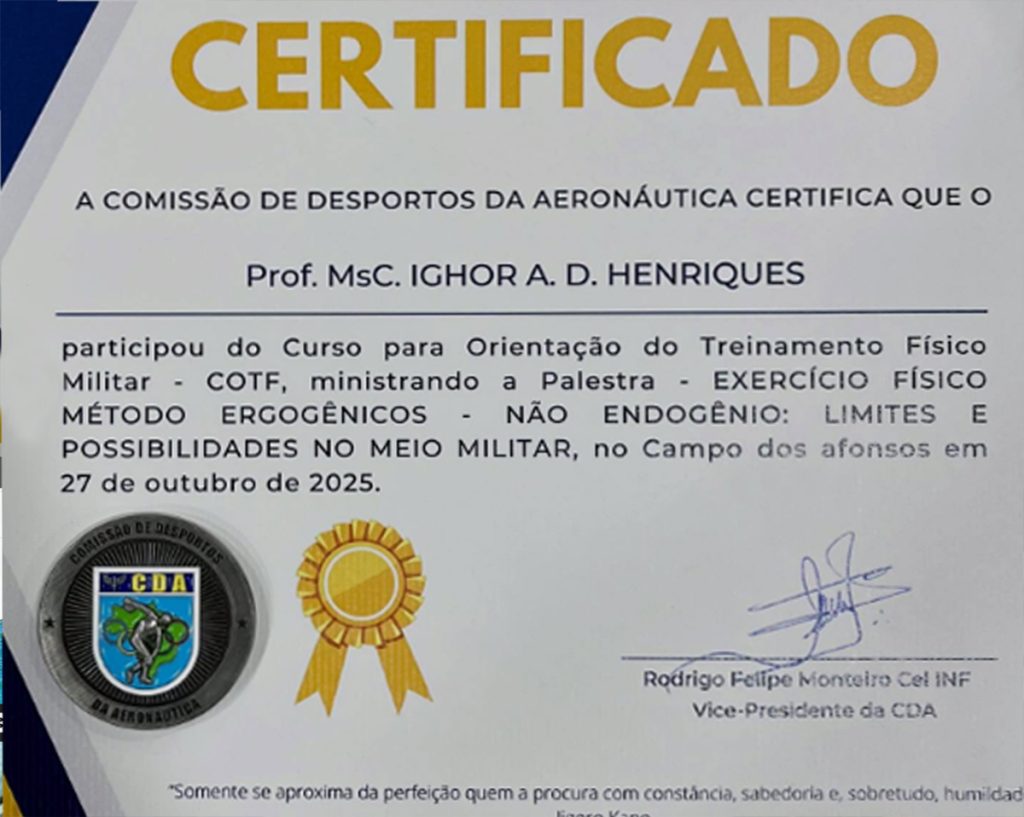 CERTIFICADO
A COMISSÃO DE DESPORTOS DA AERONÁUTICA CERTIFICA QUE O
Prof. MsC. IGHOR A. D. HENRIQUES
participou do Curso para Orientação do Treinamento Físico
Militar - COTF, ministrando a Palestra - EXERCÍCIO FÍSICO
MÉTODO ERGOGÊNICOS - NÃO ENDOGÊNIO: LIMITES E
POSSIBILIDADES NO MEIO MILITAR, no Campo dos afonsos em
27 de outubro de 2025.
COMISSÃO DE DESPORTOS
CDA
DA AERONÁUTICA
Rodrigo Felipe Monteiro Cel INF
Vice-Presidente da CDA
"Somente se aproxima da perfeição quem a procura com constância, sabedoria e, sobretudo, humildad
Jigoro Kano